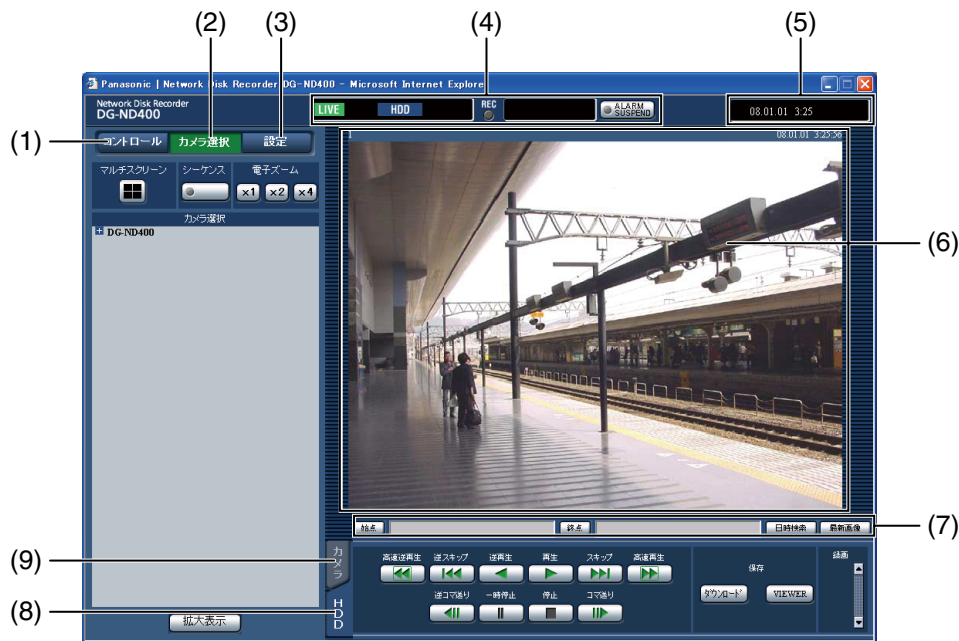 (2)
(3)
(4)
(5)
Panasonic | Network Disk Recorder DG-ND400 - Microsoft Internet Explorer
Network Disk Recorder
DG-ND400
LIVE
HDD
REC
ALARM
SUSPEND
08.01.01 3:25
(1)
コントロール
カメラ選択
設定
1
08.01.01 3:25:56
マルチスクリーン
シーケンス
電子ズーム
x1
x2
x4
カメラ選択
DG-ND400
(6)
始点
終点
日時検索
最新画像
(7)
(9)
カメラ
高速逆再生
逆スキップ
逆再生
再生
スキップ
高速再生
保存
録画
ダウンロード
VIEWER
(8)
HDD
逆コマ送り
一時停止
停止
コマ送り
拡大表示